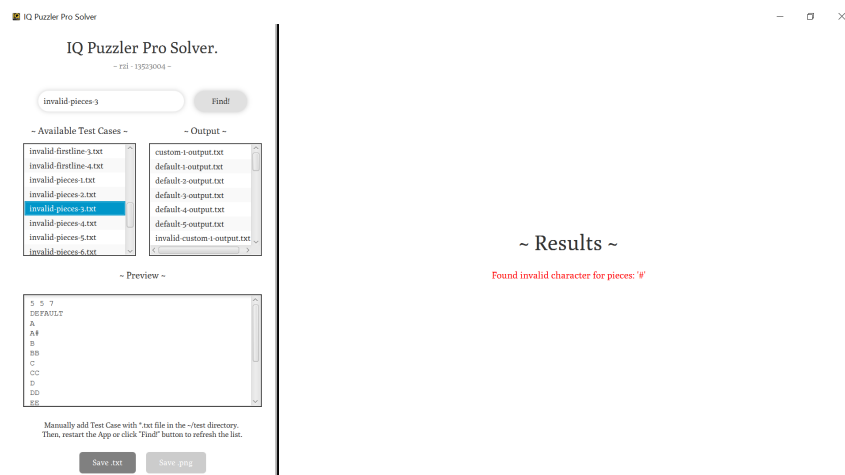 IQ Puzzler Pro Solver
IQ Puzzler Pro Solver.
~ rzi - 13523004 ~
invalid-pieces-3
Find!
~ Available Test Cases ~
invalid-firstline-3.txt
invalid-firstline-4.txt
invalid-pieces-1.txt
invalid-pieces-2.txt
invalid-pieces-3.txt
invalid-pieces-4.txt
invalid-pieces-5.txt
invalid-pieces-6.txt
~ Output ~
custom-1-output.txt
default-1-output.txt
default-2-output.txt
default-3-output.txt
default-4-output.txt
default-5-output.txt
invalid-custom-1-output.txt
~ Preview ~
5 5 7
DEFAULT
A
A#
B
BB
C
CC
D
DD
EE
Manually add Test Case with *.txt file in the ~/test directory.
Then, restart the App or click "Find!" button to refresh the list.
Save .txt
Save .png
~ Results ~
Found invalid character for pieces: '#'